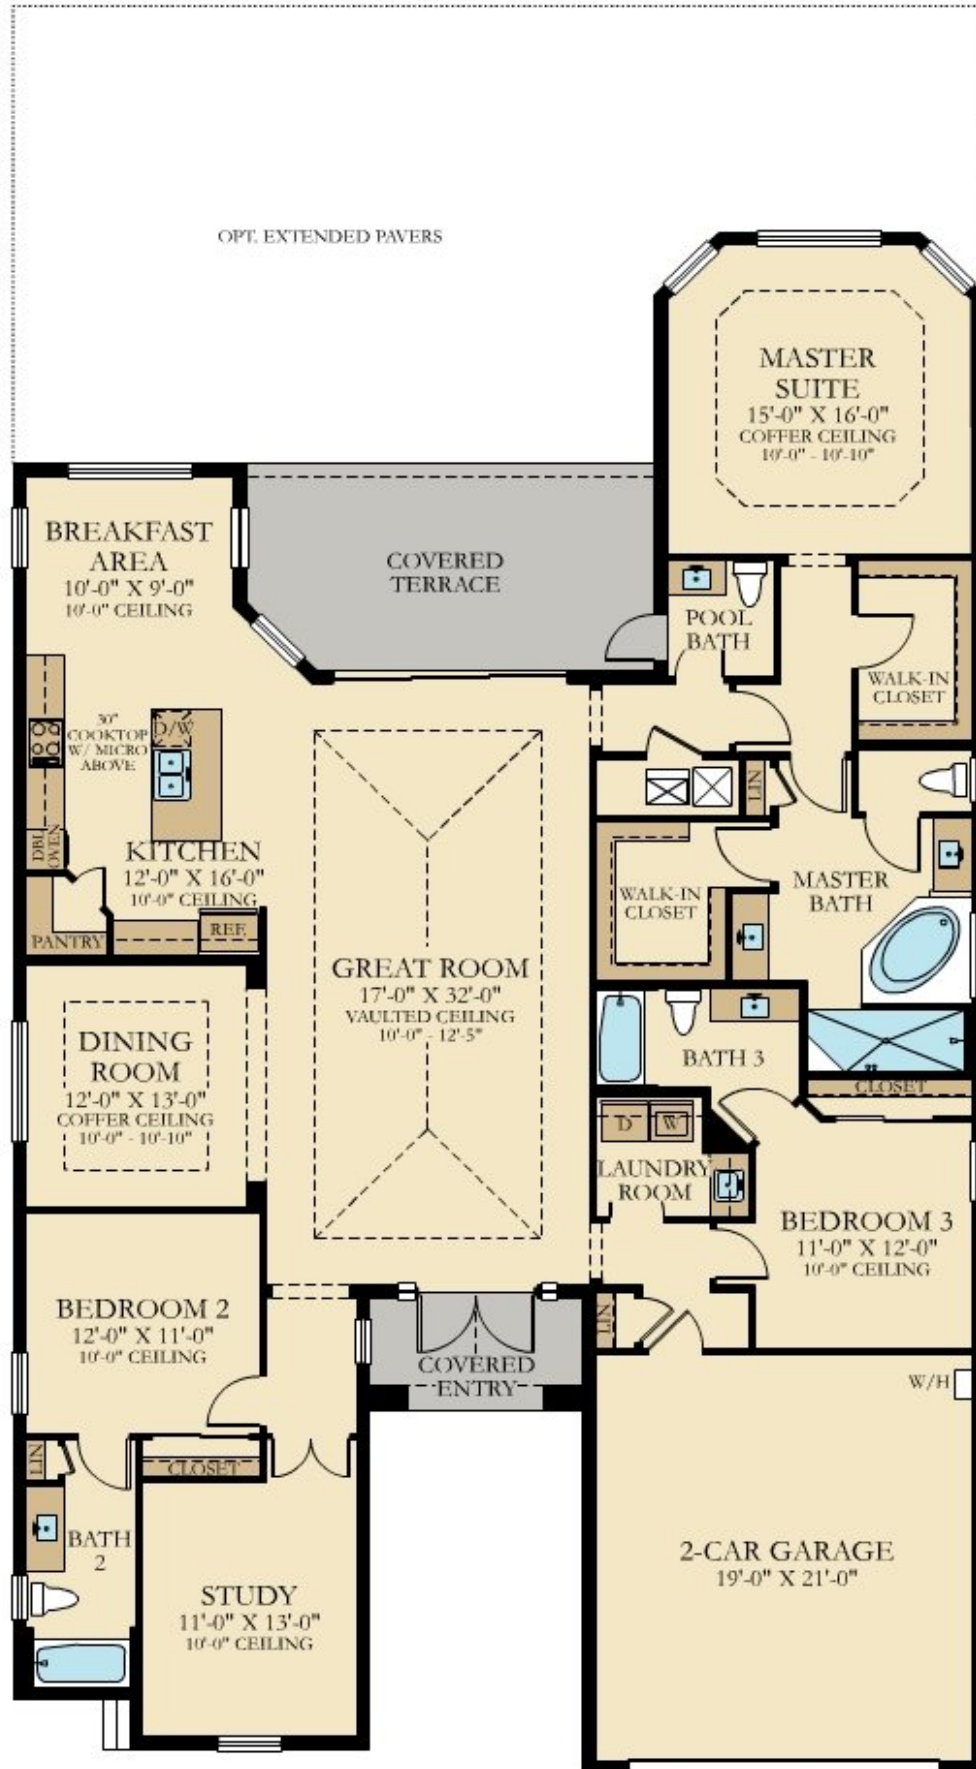 OPT. EXTENDED PAVERS
MASTER
SUITE
15'-0" X 16'-0"
COFFER CEILING
10'-0" - 10'-10"
BREAKFAST
AREA
10'-0" X 9'-0"
10'-0" CEILING
COVERED
TERRACE
POOL
BATH
WALK-IN
CLOSET
30"
COOKTOP
W/ MICRO
ABOVE
D/W
DBL
OVEN
KITCHEN
12'-0" X 16'-0"
10'-0" CEILING
PANTRY
REF.
LIN
WALK-IN
CLOSET
MASTER
BATH
GREAT ROOM
17'-0" X 32'-0"
VAULTED CEILING
10'-0" - 12'-5"
DINING
ROOM
12'-0" X 13'-0"
COFFER CEILING
10'-0" - 10'-10"
BATH 3
CLOSET
D
W
LAUNDRY
ROOM
BEDROOM 3
11'-0" X 12'-0"
10'-0" CEILING
BEDROOM 2
12'-0" X 11'-0"
10'-0" CEILING
LIN
COVERED
ENTRY
W/H
LIN
CLOSET
BATH
2
STUDY
11'-0" X 13'-0"
10'-0" CEILING
2-CAR GARAGE
19'-0" X 21'-0"